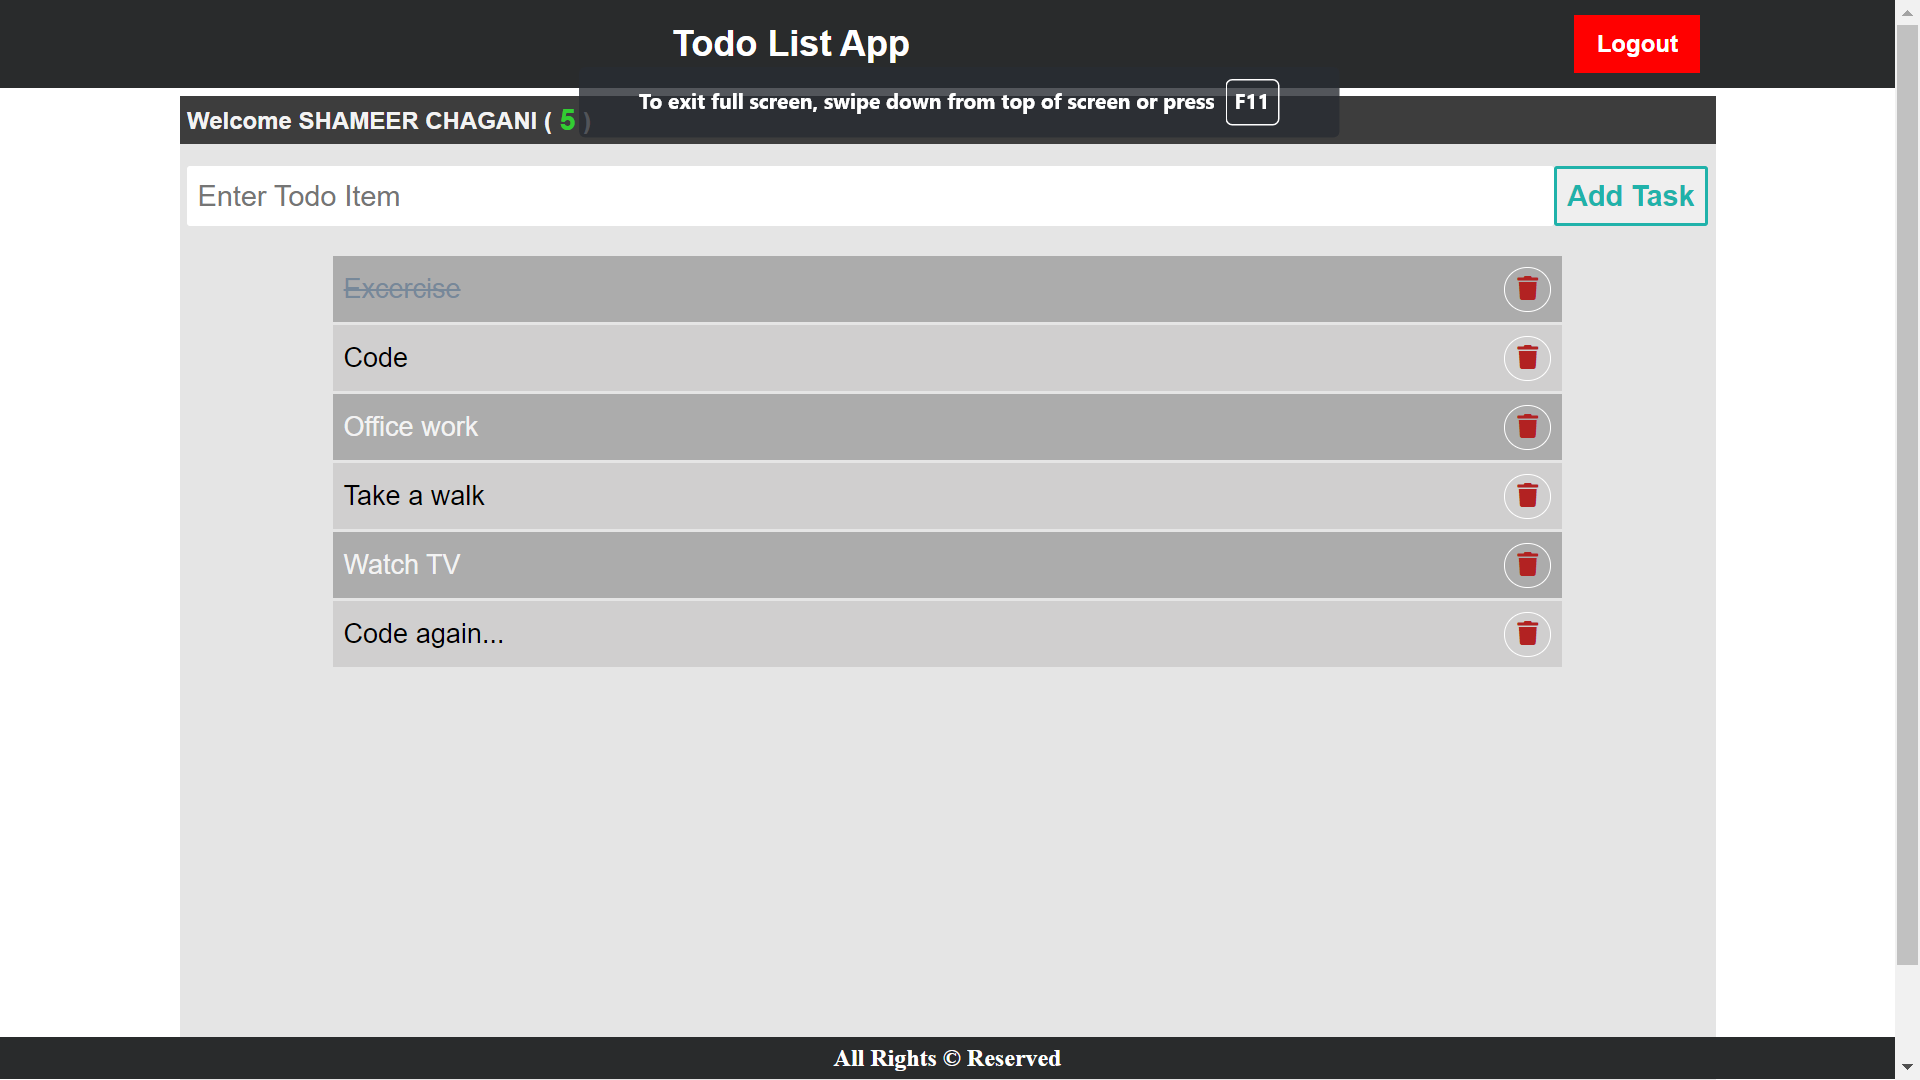 Todo List App
Logout
To exit full screen, swipe down from top of screen or press F11
Welcome SHAMEER CHAGANI ( 5 )
Enter Todo Item
Add Task
Excercise
Code
Office work
Take a walk
Watch TV
Code again...
All Rights © Reserved